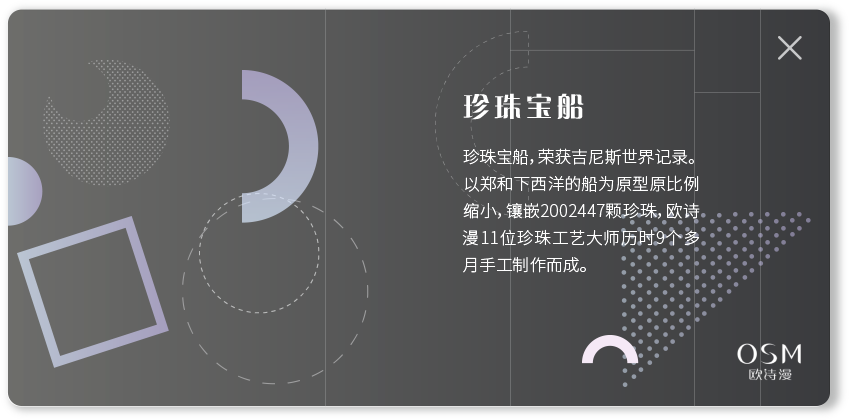 珍珠宝船
珍珠宝船，荣获吉尼斯世界记录。
以郑和下西洋的船为原型原比例
缩小，镶嵌2002447颗珍珠，欧诗
漫11位珍珠工艺大师历时9个多
月手工制作而成。
OSM
欧诗漫